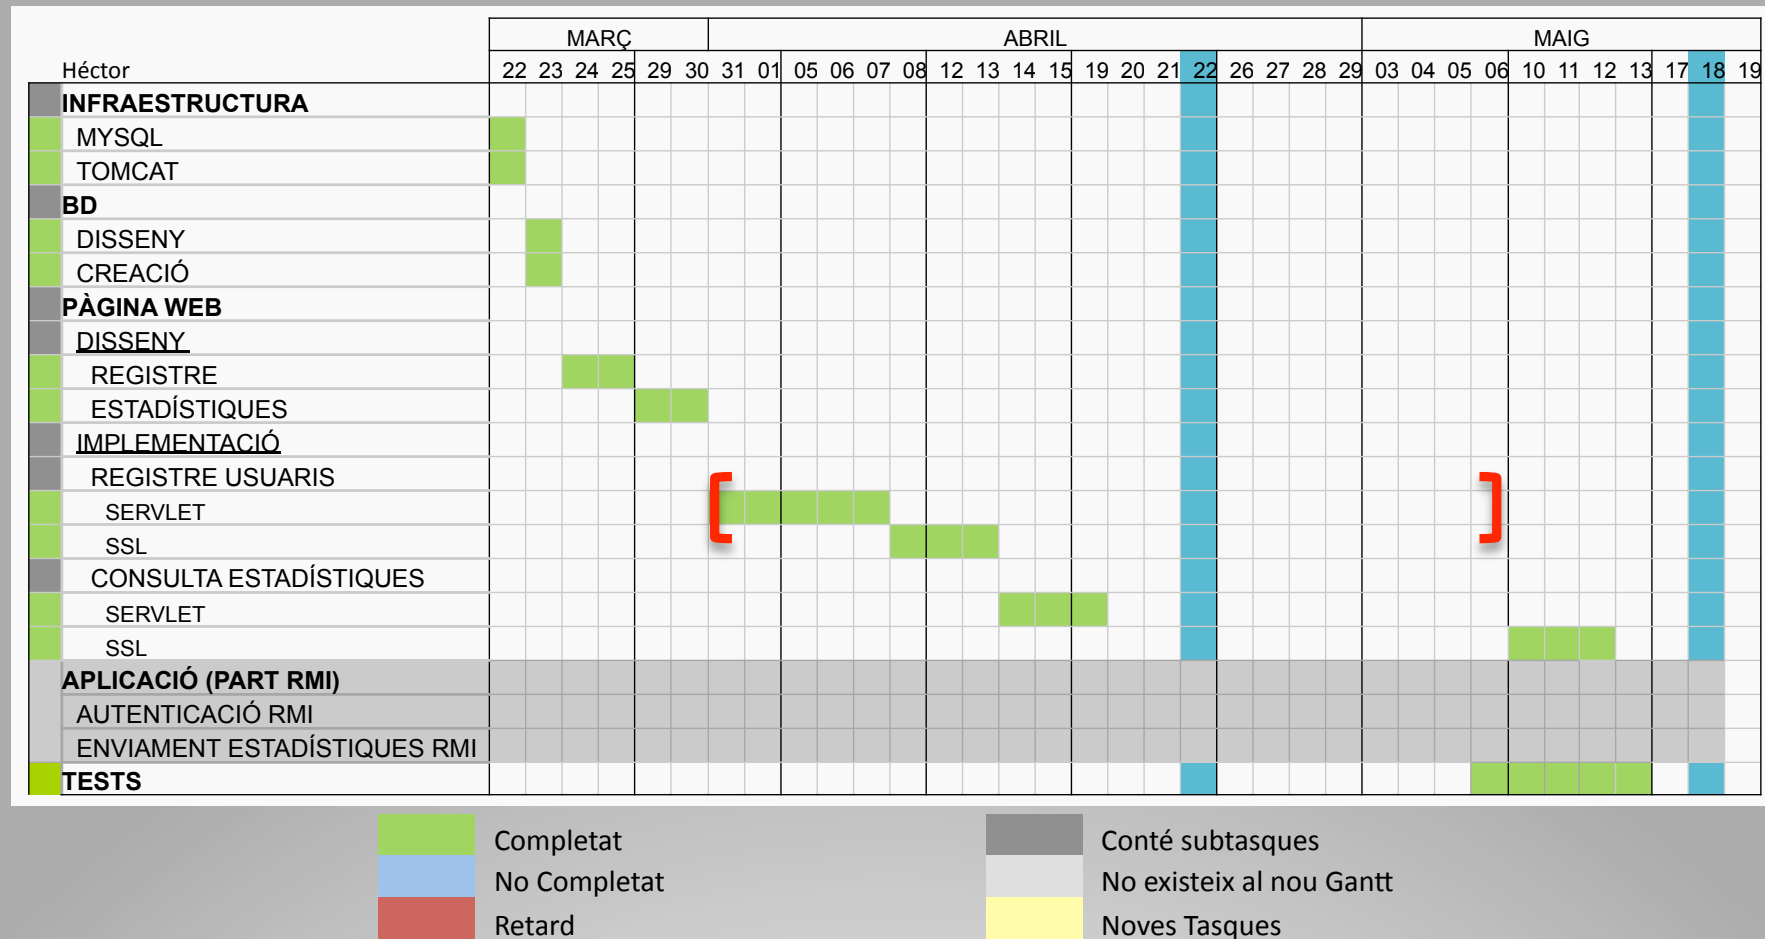 MARÇ ABRIL MAIG
Héctor 22 23 24 25 29 30 31 01 05 06 07 08 12 13 14 15 19 20 21 22 26 27 28 29 03 04 05 06 10 11 12 13 17 18 19
INFRAESTRUCTURA
MYSQL
TOMCAT
BD
DISSENY
CREACIÓ
PÀGINA WEB
DISSENY
REGISTRE
ESTADÍSTIQUES
IMPLEMENTACIÓ
REGISTRE USUARIS
SERVLET
SSL
CONSULTA ESTADÍSTIQUES
SERVLET
SSL
APLICACIÓ (PART RMI)
AUTENTICACIÓ RMI
ENVIAMENT ESTADÍSTIQUES RMI
TESTS
Completat
No Completat
Retard
Conté subtasques
No existeix al nou Gantt
Noves Tasques